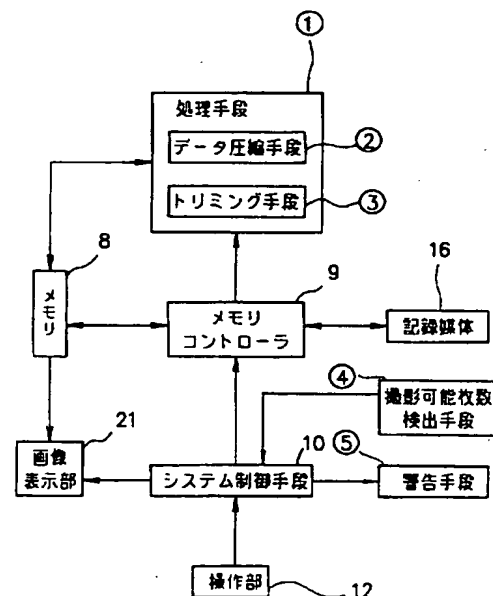 ①
処理手段
データ圧縮手段 ②
トリミング手段 ③
8
メモリ
9
メモリ
コントローラ
16
記録媒体
④
撮影可能枚数
検出手段
21
画像
表示部
10
システム制御手段
⑤
警告手段
操作部
12